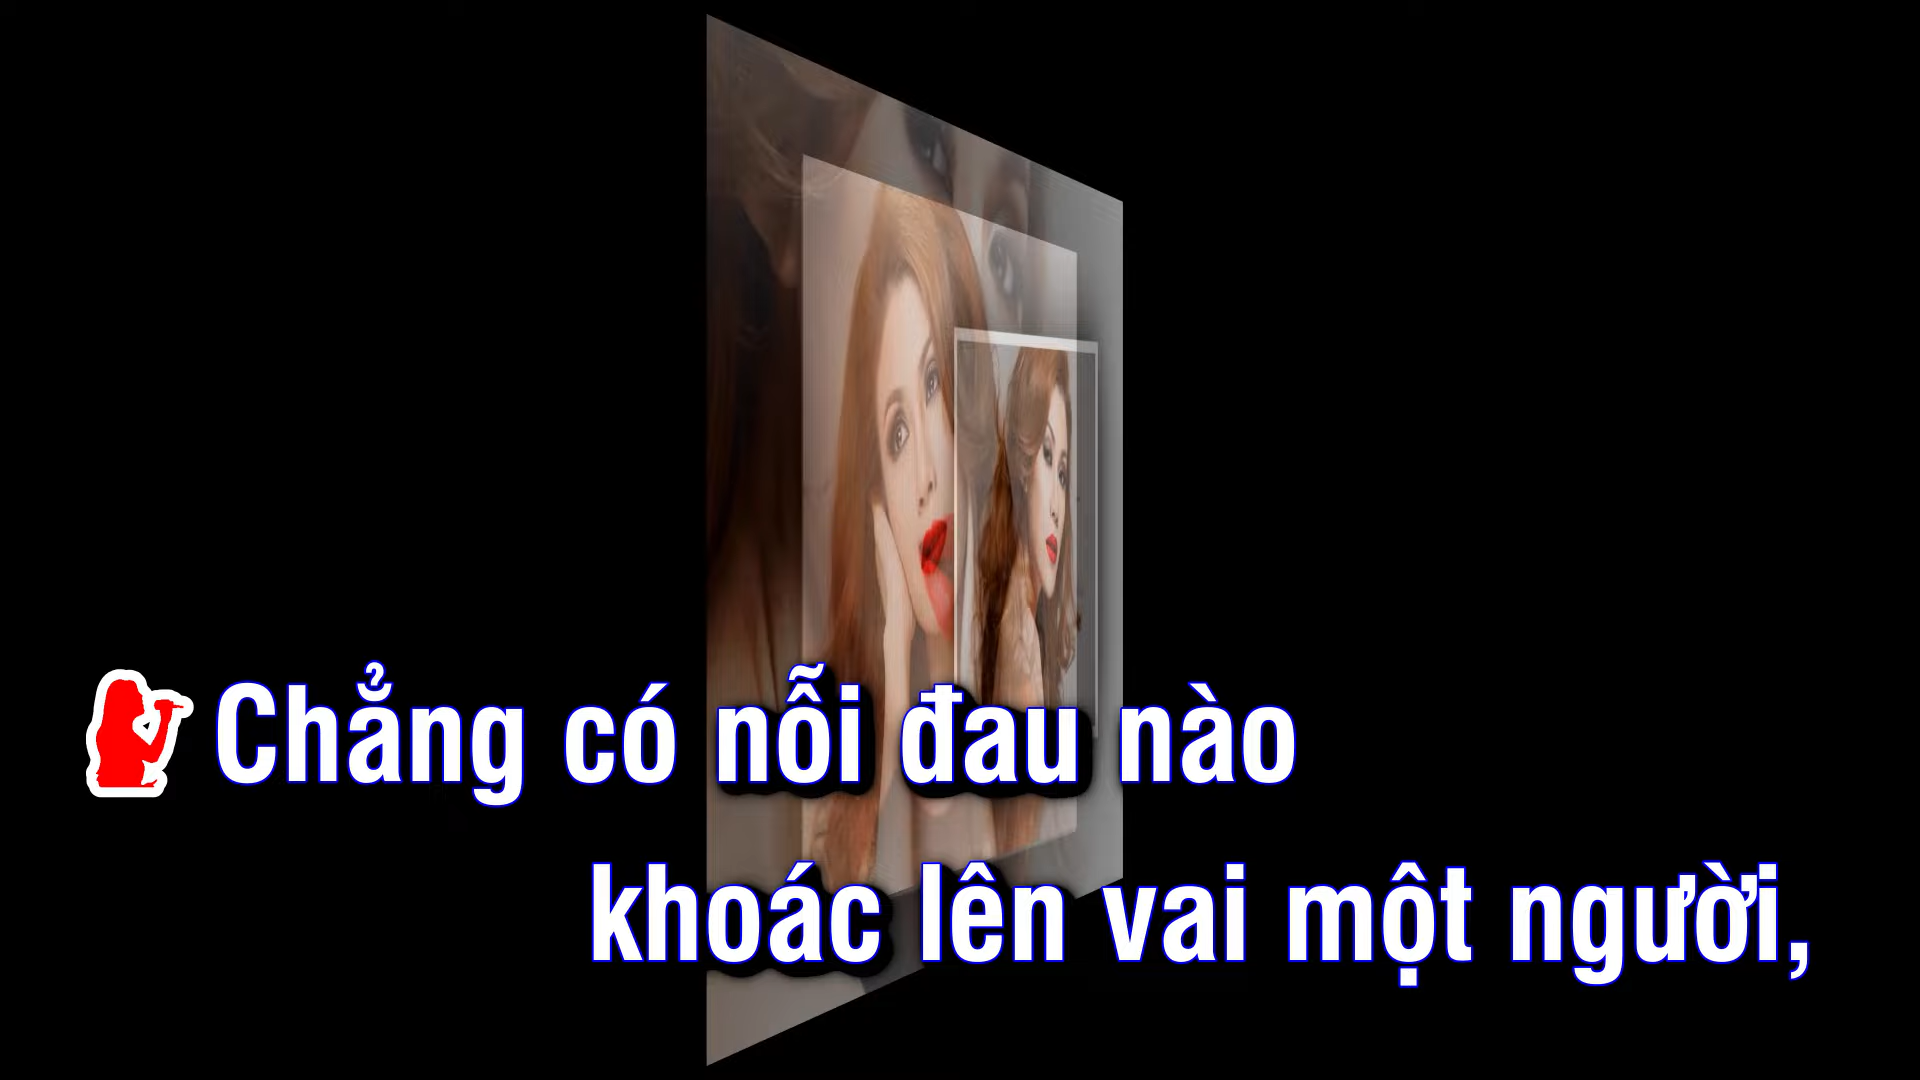 Chẳng có nỗi đau nào
khoác lên vai một người,